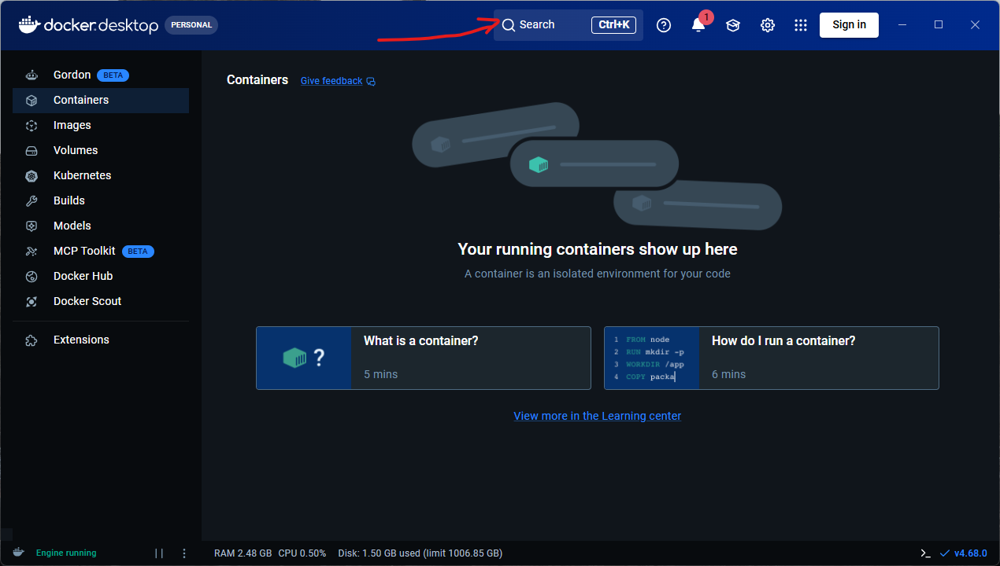 docker.desktop PERSONAL
Search Ctrl+K
1
Sign in
Gordon BETA
Containers
Images
Volumes
Kubernetes
Builds
Models
MCP Toolkit BETA
Docker Hub
Docker Scout
Extensions
Containers Give feedback
Your running containers show up here
A container is an isolated environment for your code
?
What is a container?
5 mins
1 FROM node
2 RUN mkdir -p
3 WORKDIR /app
4 COPY packa
How do I run a container?
6 mins
View more in the Learning center
Engine running
RAM 2.48 GB CPU 0.50% Disk: 1.50 GB used (limit 1006.85 GB)
v4.68.0